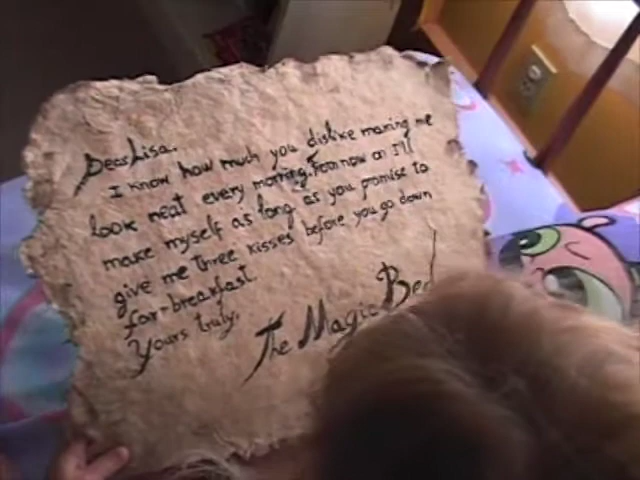 Dear Lisa.
I know how much you dislike making me
look neat every morning. From now on I'll
make myself as long as you promise to
give me three kisses before you go down
for breakfast.
Yours truly.
The Magic Bed